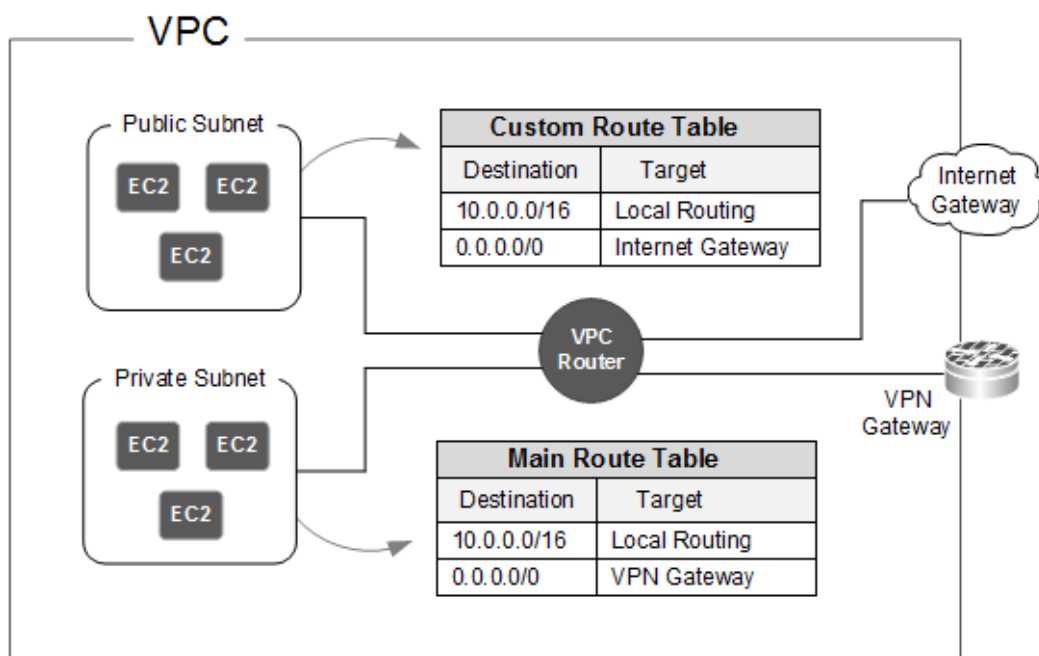 VPC
Public Subnet
EC2 EC2
EC2
Custom Route Table
Destination Target
10.0.0.0/16 Local Routing
0.0.0.0/0 Internet Gateway
Internet
Gateway
VPC
Router
VPN
Gateway
Private Subnet
EC2 EC2
EC2
Main Route Table
Destination Target
10.0.0.0/16 Local Routing
0.0.0.0/0 VPN Gateway